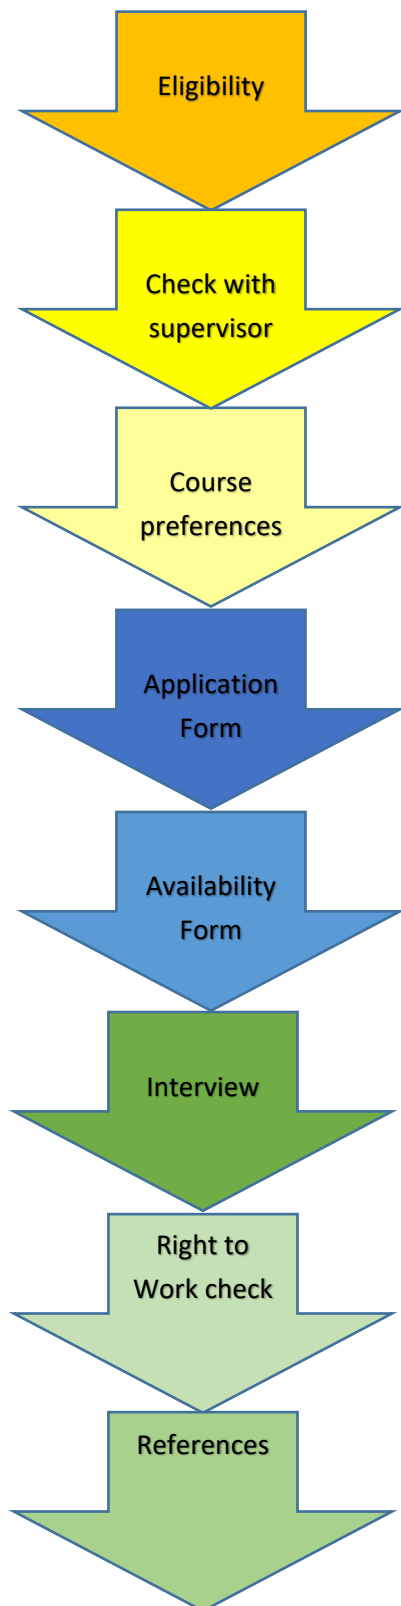 Eligibility
Check with
supervisor
Course
preferences
Application
Form
Availability
Form
Interview
Right to
Work check
References